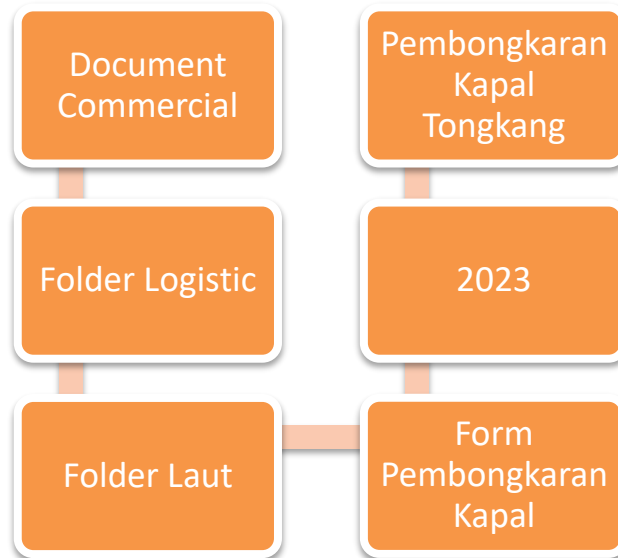 Document
Commercial
Folder Logistic
Folder Laut
Form
Pembongkaran
Kapal
2023
Pembongkaran
Kapal
Tongkang